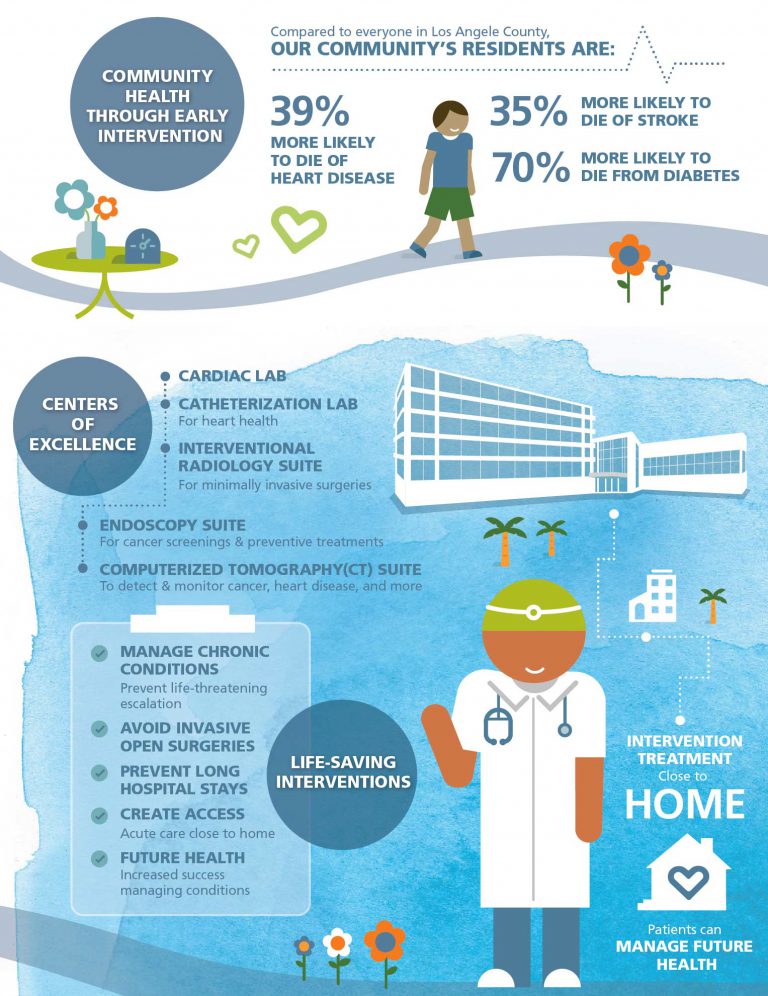 COMMUNITY
HEALTH
THROUGH EARLY
INTERVENTION
Compared to everyone in Los Angele County,
OUR COMMUNITY'S RESIDENTS ARE:
39%
MORE LIKELY
TO DIE OF
HEART DISEASE
35% MORE LIKELY TO
DIE OF STROKE
70% MORE LIKELY TO
DIE FROM DIABETES
CENTERS
OF
EXCELLENCE
CARDIAC LAB
CATHETERIZATION LAB
For heart health
INTERVENTIONAL
RADIOLOGY SUITE
For minimally invasive surgeries
ENDOSCOPY SUITE
For cancer screenings & preventive treatments
COMPUTERIZED TOMOGRAPHY(CT) SUITE
To detect & monitor cancer, heart disease, and more
MANAGE CHRONIC
CONDITIONS
Prevent life-threatening
escalation
AVOID INVASIVE
OPEN SURGERIES
PREVENT LONG
HOSPITAL STAYS
CREATE ACCESS
Acute care close to home
FUTURE HEALTH
Increased success
managing conditions
LIFE-SAVING
INTERVENTIONS
INTERVENTION
TREATMENT
Close to
HOME
Patients can
MANAGE FUTURE
HEALTH